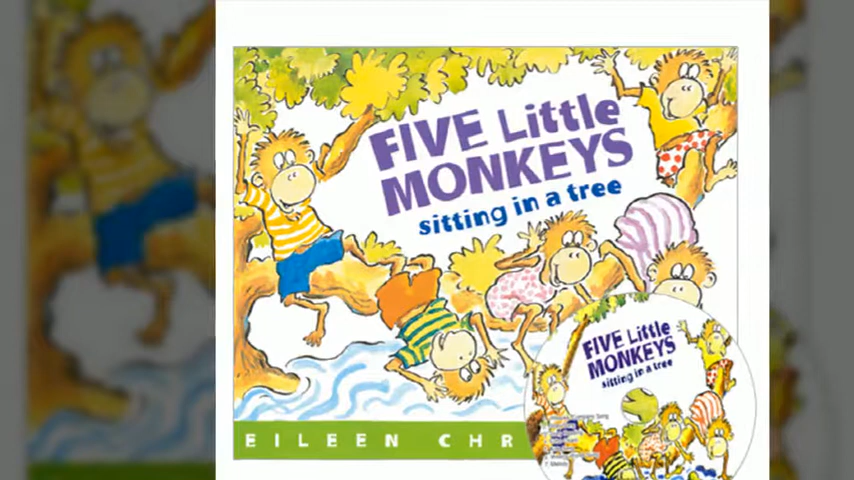 FIVE Little
MONKEYS
sitting in a tree
EILEEN CHR
FIVE Little
MONKEYS
sitting in a tree